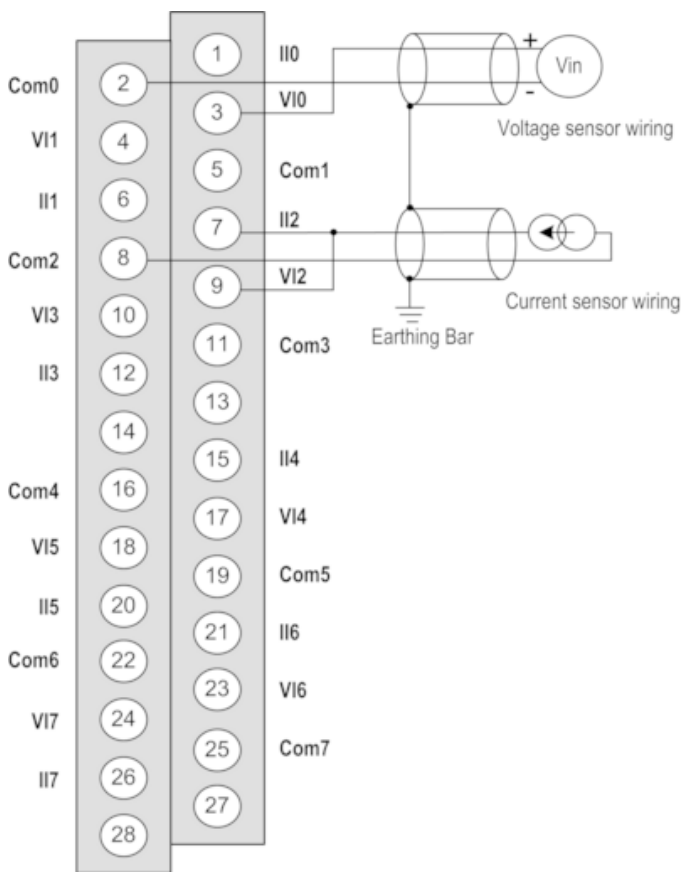 1 II0
Com0 2
3 VI0
+
Vin
-
Voltage sensor wiring
VI1 4
5 Com1
II1 6
7 II2
Com2 8
9 VI2
Current sensor wiring
Earthing Bar
VI3 10
11 Com3
II3 12
13
14
15 II4
Com4 16
17 VI4
VI5 18
19 Com5
II5 20
21 II6
Com6 22
23 VI6
VI7 24
25 Com7
II7 26
27
28